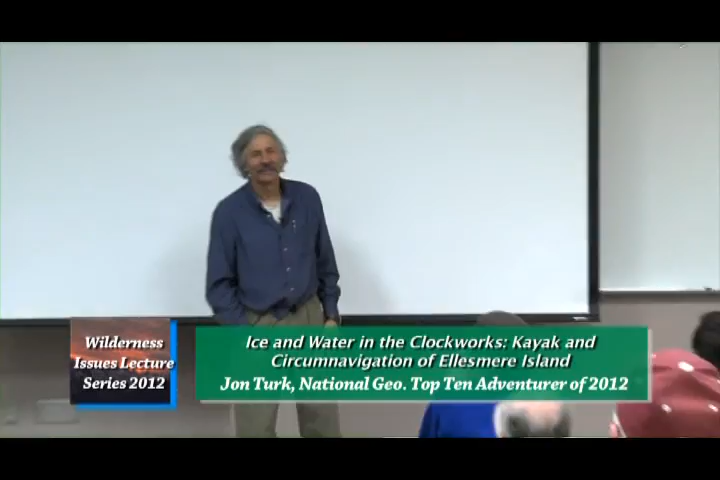 Wilderness
Issues Lecture
Series 2012
Ice and Water in the Clockworks: Kayak and
Circumnavigation of Ellesmere Island
Jon Turk, National Geo. Top Ten Adventurer of 2012